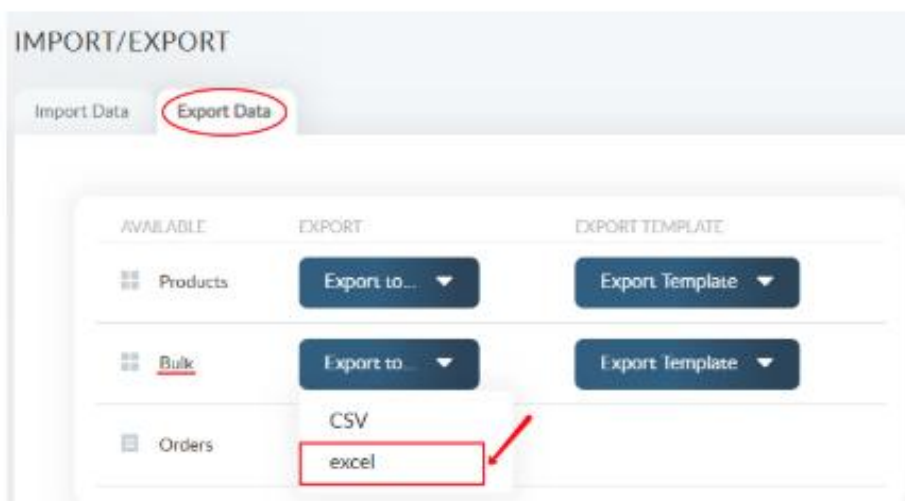 IMPORT/EXPORT
Import Data Export Data
AVAILABLE EXPORT EXPORT TEMPLATE
Products Export to... Export Template
Bulk Export to... Export Template
CSV
Orders
excel